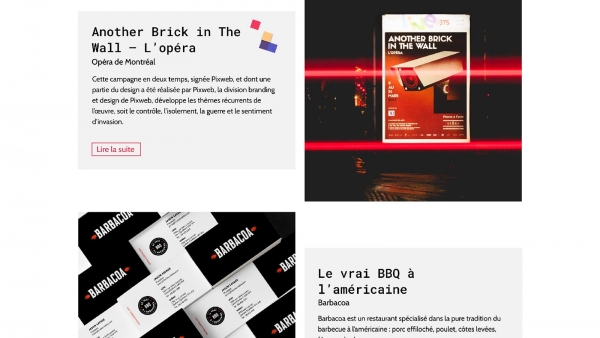 Another Brick in The
Wall – L'opéra
Opéra de Montréal
Cette campagne en deux temps, signée Pixweb, et dont une
partie du design a été réalisée par Pixweb, la division branding
et design de Pixweb, développe les thèmes récurrents de
l'œuvre, soit le contrôle, l'isolement, la guerre et le sentiment
d'invasion.
Lire la suite
ANOTHER BRICK
IN THE WALL
L'OPÉRA
BARBACOA
BARBACOA
BARBACOA
BARBACOA
Le vrai BBQ à
l'américaine
Barbacoa
Barbacoa est un restaurant spécialisé dans la pure tradition du
barbecue à l'américaine : porc effiloché, poulet, côtes levées,